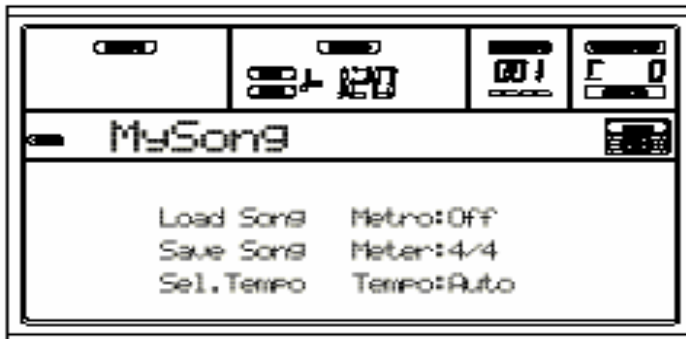 MySong
Load Song Metro:Off
Save Song Meter:4/4
Sel.Tempo Tempo:Auto